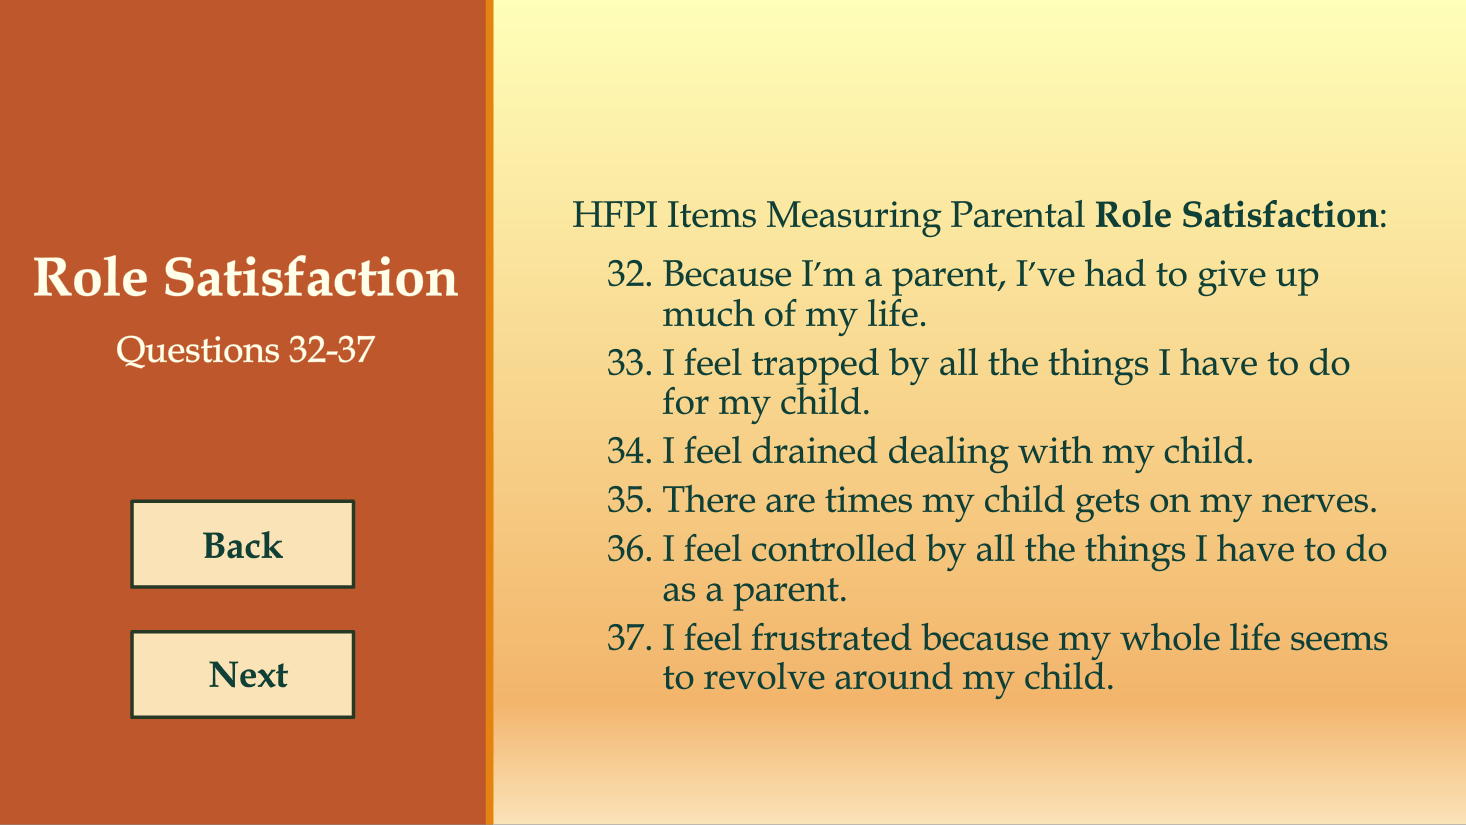 Role Satisfaction
Questions 32-37
Back
Next
HFPI Items Measuring Parental Role Satisfaction:
32. Because I’m a parent, I’ve had to give up
much of my life.
33. I feel trapped by all the things I have to do
for my child.
34. I feel drained dealing with my child.
35. There are times my child gets on my nerves.
36. I feel controlled by all the things I have to do
as a parent.
37. I feel frustrated because my whole life seems
to revolve around my child.